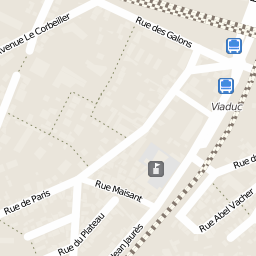 Avenue Le Corbeiller
Rue des Galons
Viaduc
Rue de Paris
Rue Maisant
Rue du Plateau
Jean Jaurès
Rue Abel Vacher
Rue d